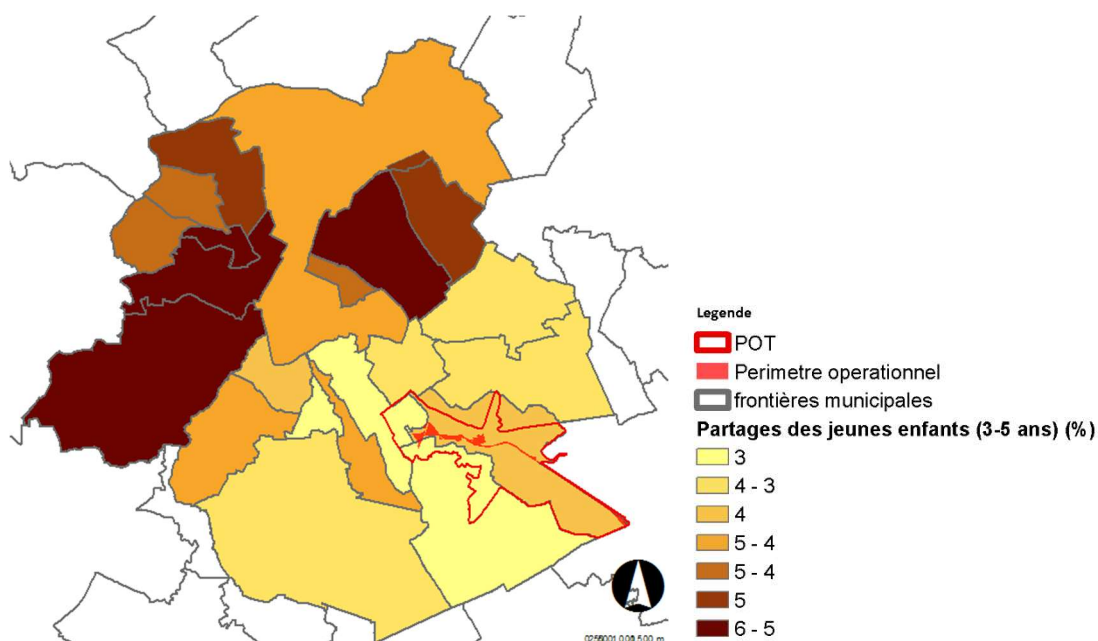 Legende
POT
Perimetre operationnel
frontières municipales
Partages des jeunes enfants (3-5 ans) (%)
3
4 - 3
4
5 - 4
5 - 4
5
6 - 5